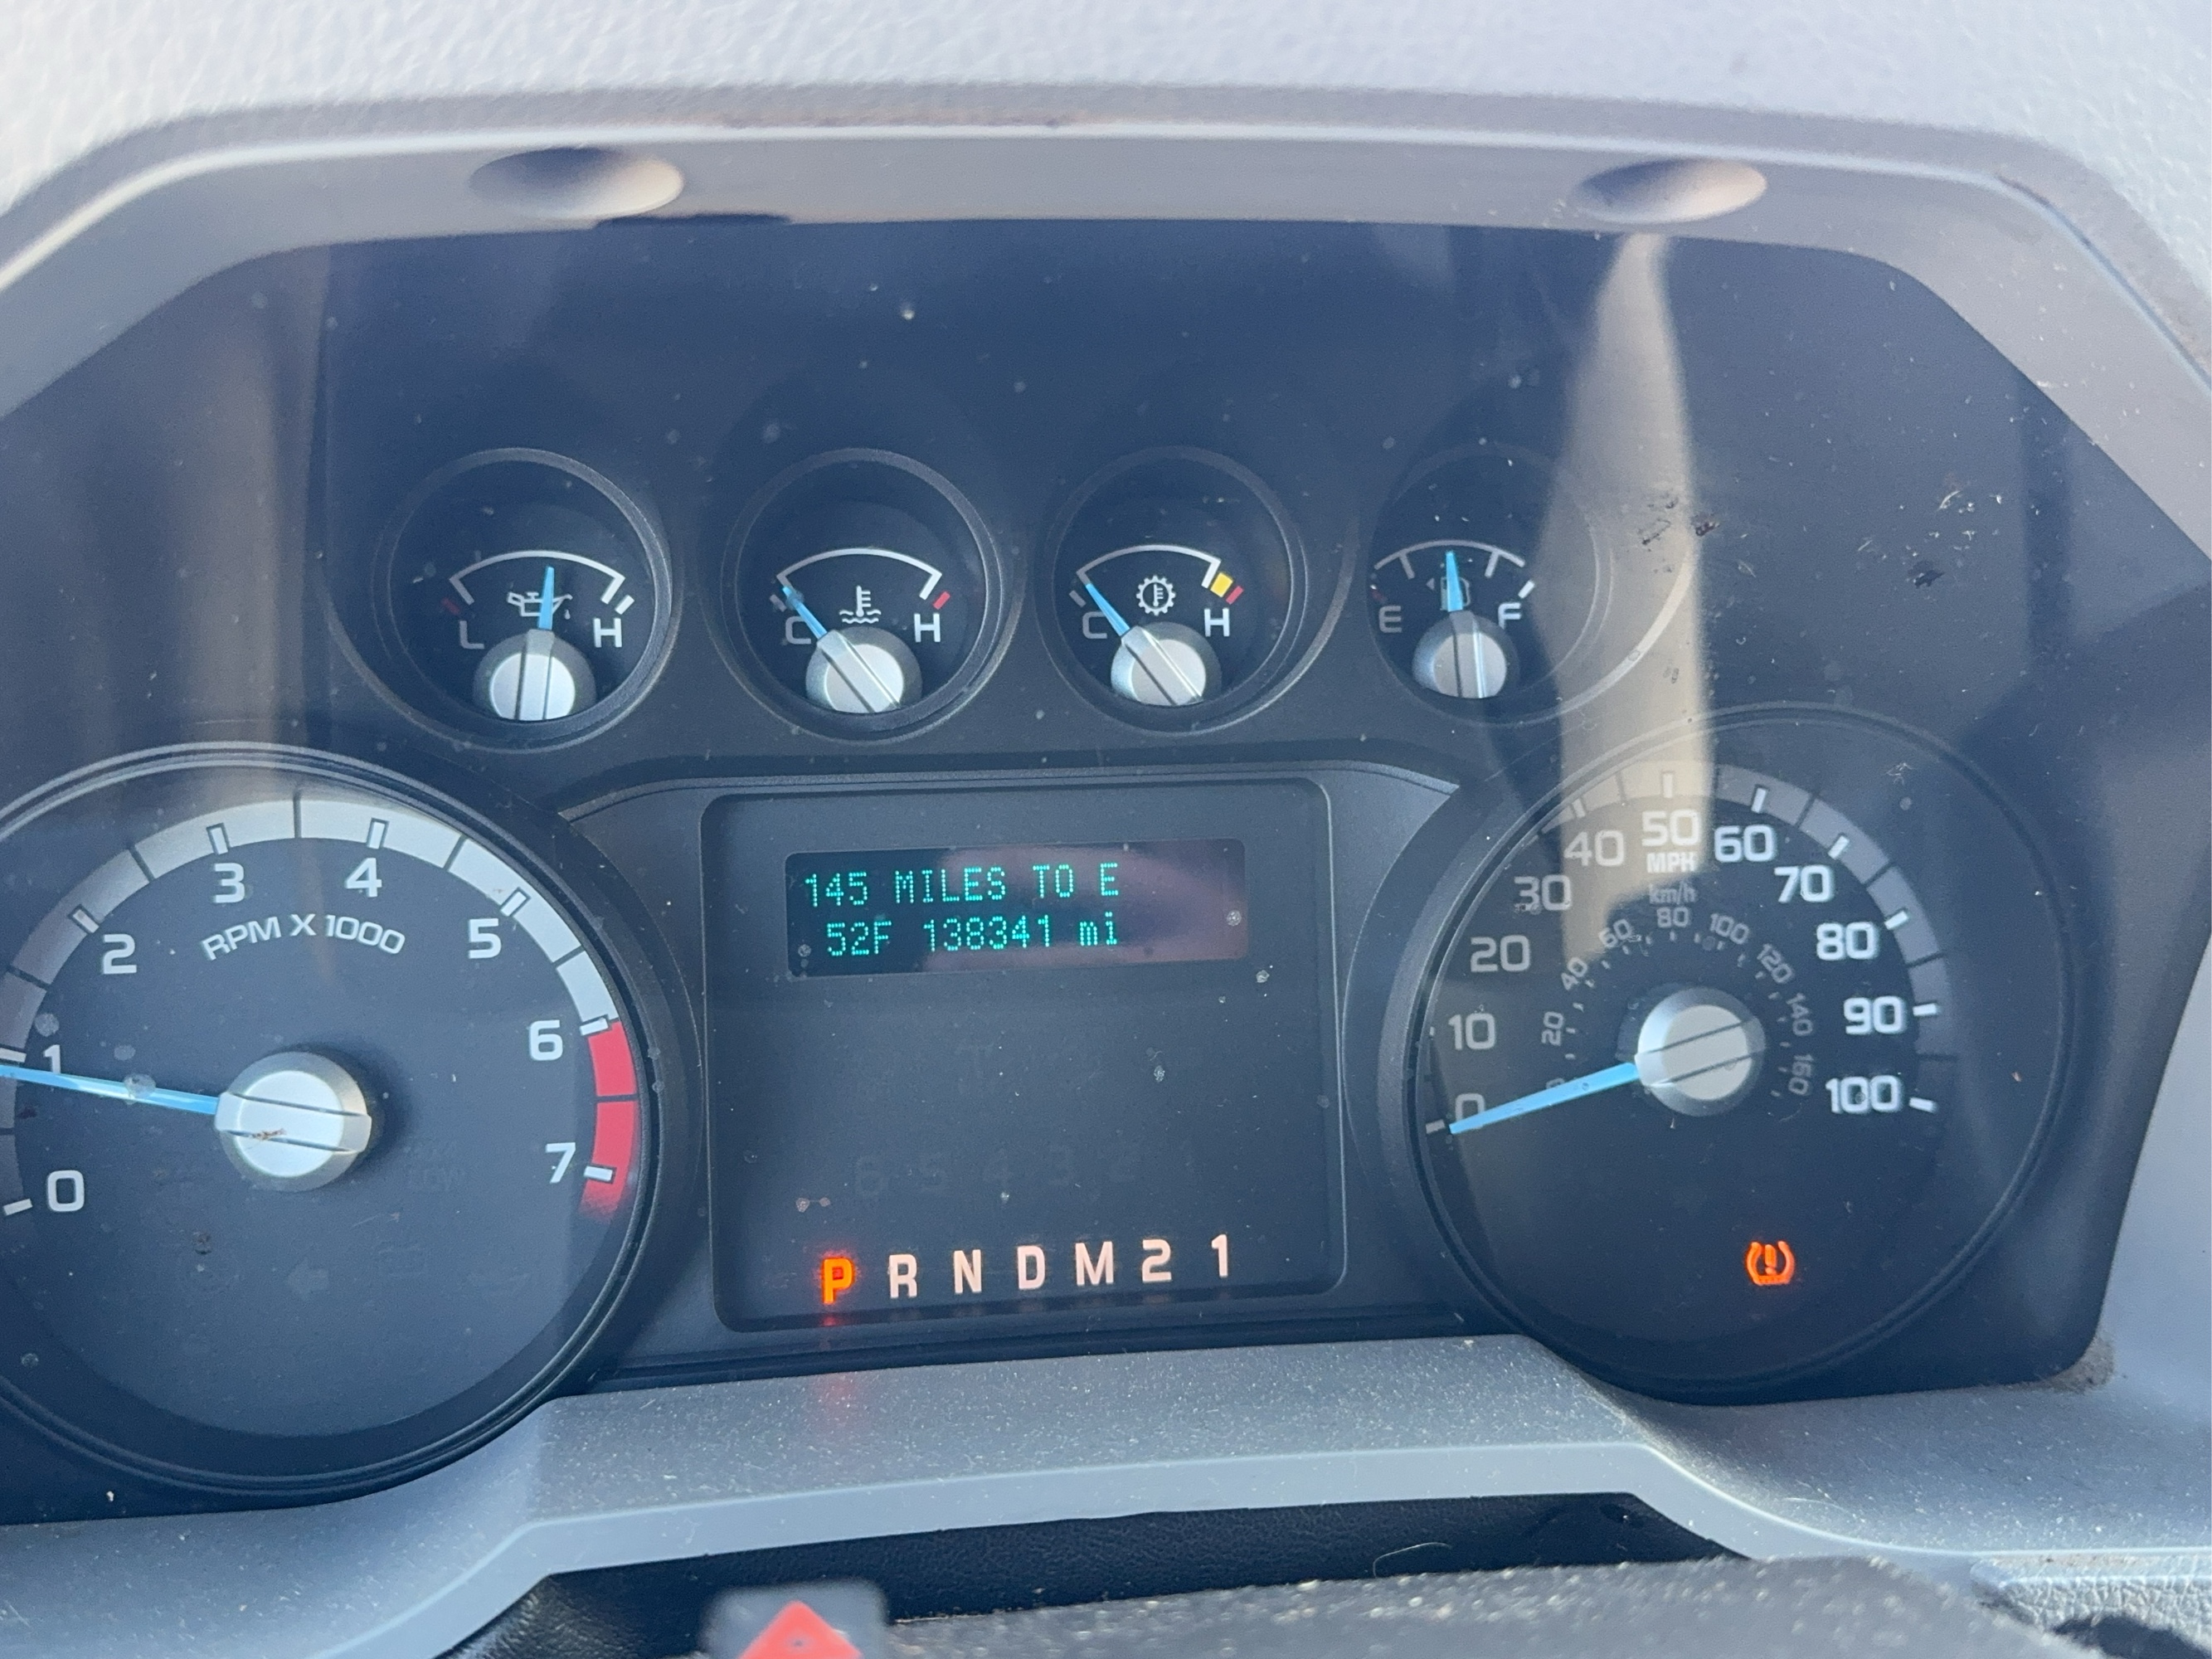 L H
C H
C H
E F
0 1 2 3 4 5 6 7
RPM X 1000
145 MILES TO E
52F 138341 mi
P R N D M 2 1
0 10 20 30 40 50 60 70 80 90 100
MPH
km/h
0 20 40 60 80 100 120 140 160